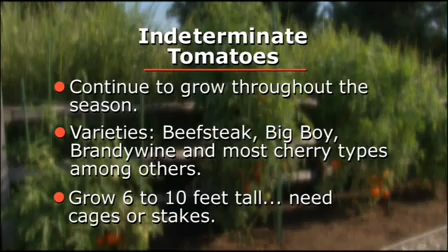 Indeterminate
Tomatoes
Continue to grow throughout the
season.
Varieties: Beefsteak, Big Boy,
Brandywine and most cherry types
among others.
Grow 6 to 10 feet tall... need
cages or stakes.